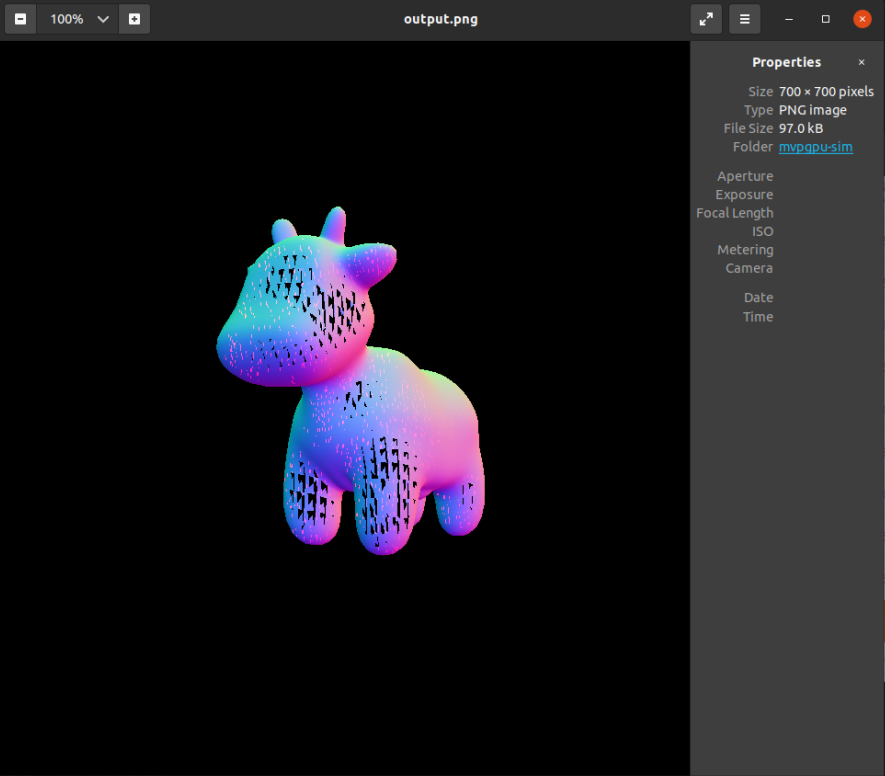 100%
output.png
Properties
Size 700 × 700 pixels
Type PNG image
File Size 97.0 kB
Folder mvpgpu-sim
Aperture
Exposure
Focal Length
ISO
Metering
Camera
Date
Time